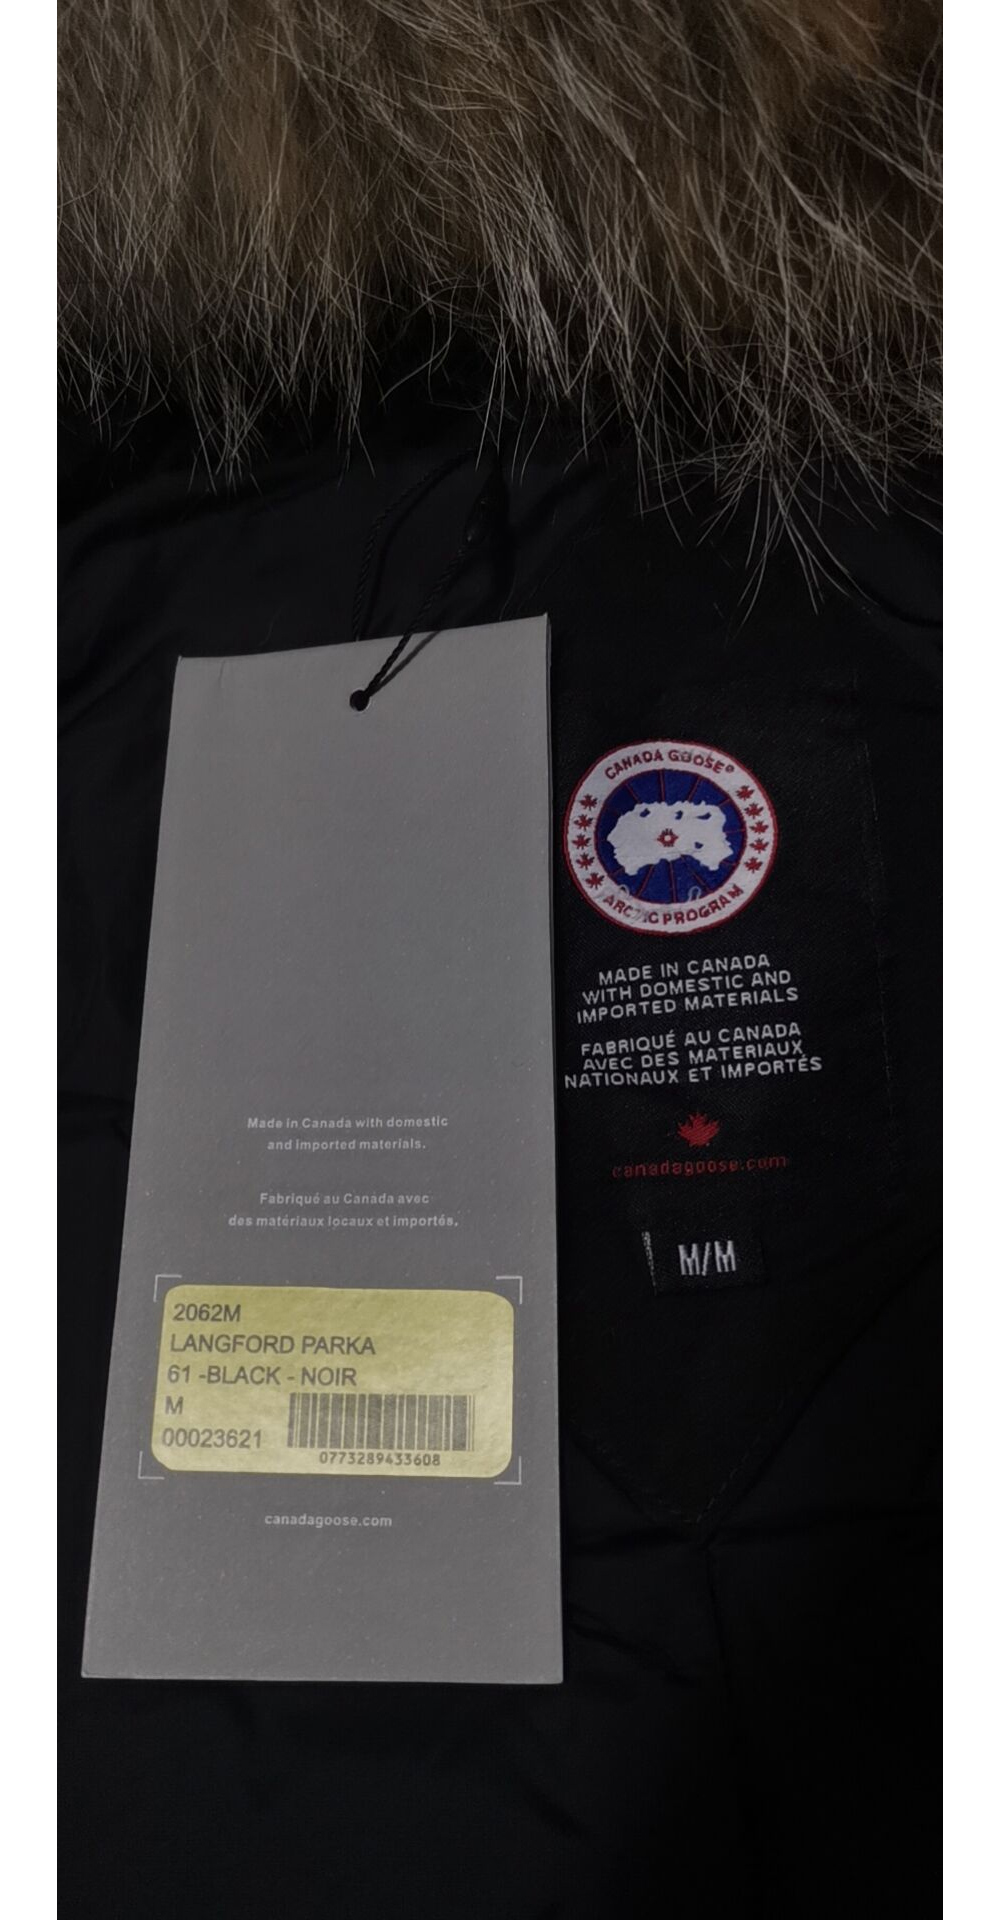 Made in Canada with domestic
and imported materials.
Fabriqué au Canada avec
des matériaux locaux et importés.
2062M
LANGFORD PARKA
61 -BLACK - NOIR
M
00023621
0773289433608
canadagoose.com
CANADA GOOSE®
ARCTIC PROGRAM
MADE IN CANADA
WITH DOMESTIC AND
IMPORTED MATERIALS
FABRIQUÉ AU CANADA
AVEC DES MATERIAUX
NATIONAUX ET IMPORTÉS
canadagoose.com
M/M